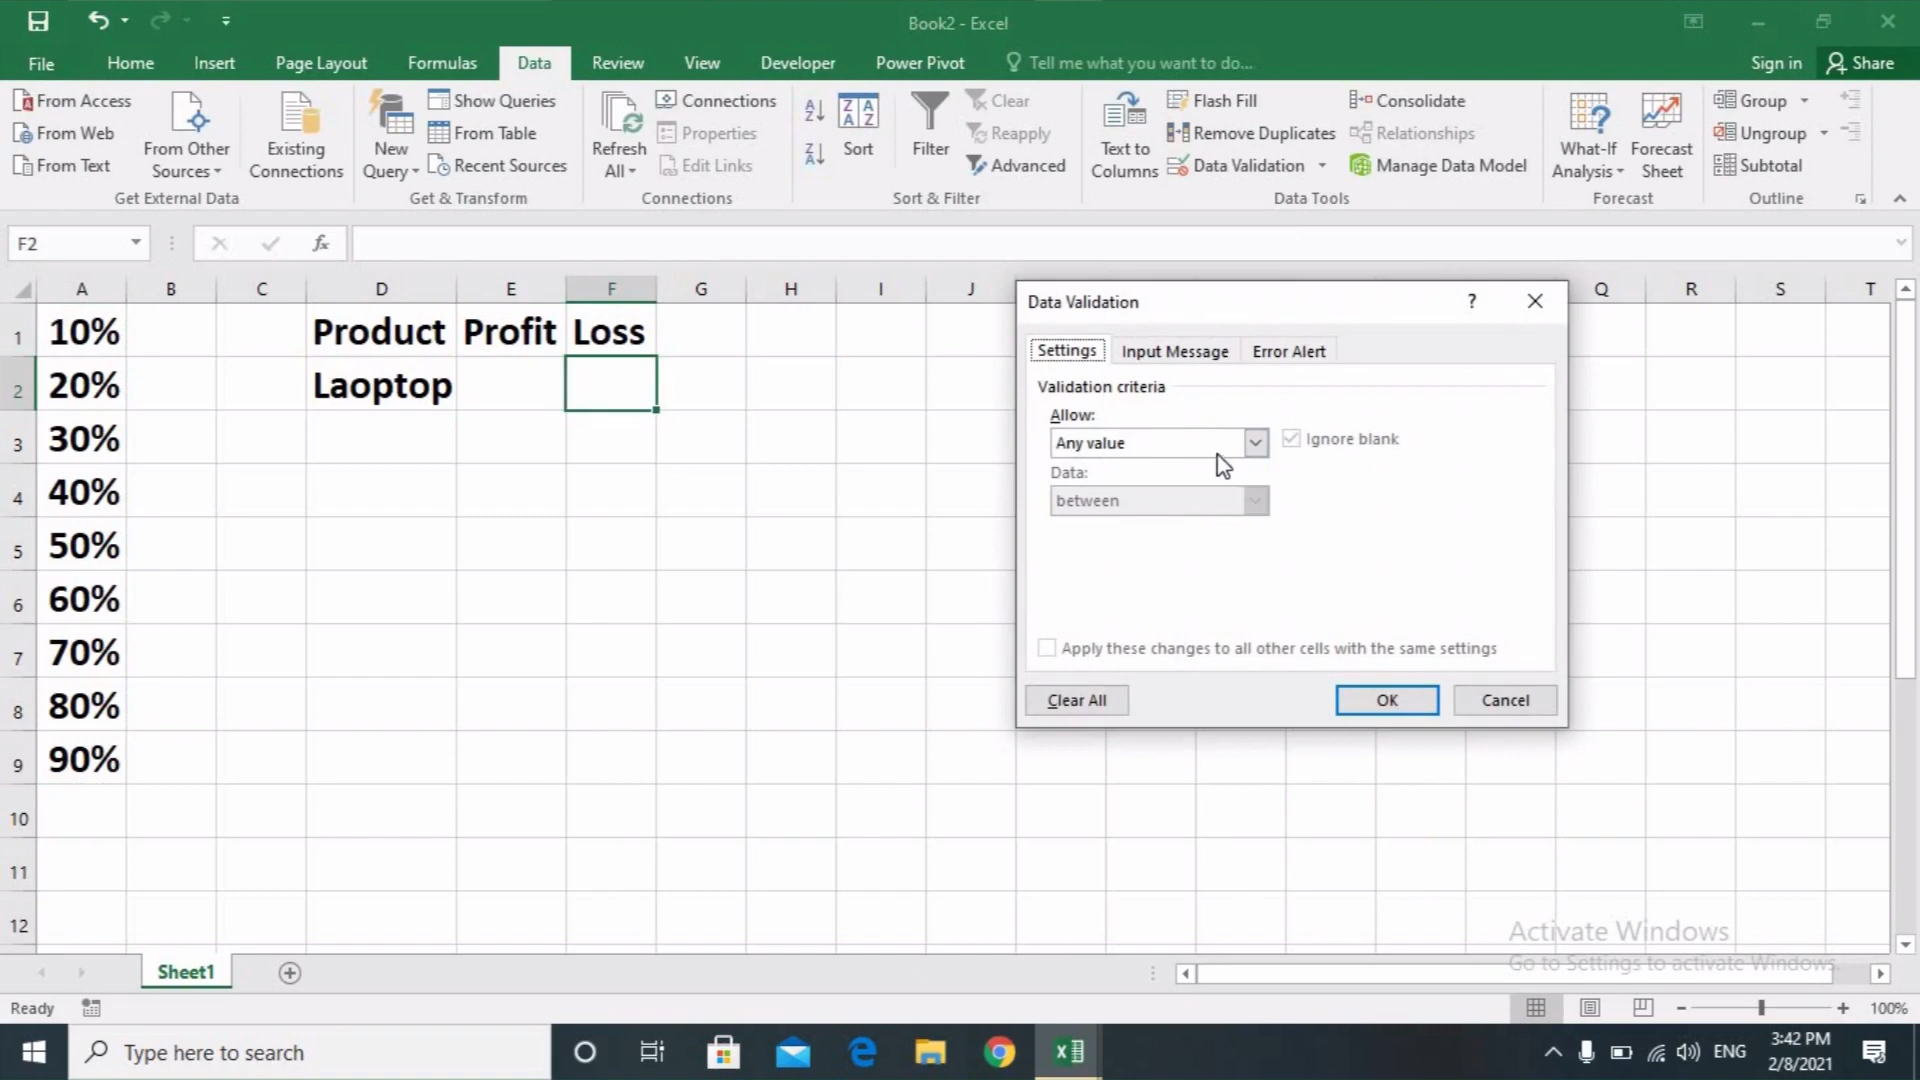 Book2 - Excel
File Home Insert Page Layout Formulas Data Review View Developer Power Pivot Tell me what you want to do... Sign in Share
From Access
From Web
From Text
From Other Sources
Existing Connections
Get External Data
New Query
Show Queries
From Table
Recent Sources
Get & Transform
Refresh All
Connections
Properties
Edit Links
Connections
Sort
Filter
Clear
Reapply
Advanced
Sort & Filter
Text to Columns
Flash Fill
Remove Duplicates
Data Validation
Consolidate
Relationships
Manage Data Model
Data Tools
What-If Analysis
Forecast Sheet
Forecast
Group
Ungroup
Subtotal
Outline
F2 fx
A B C D E F G H I J Q R S T
1 10% Product Profit Loss
2 20% Laoptop
3 30%
4 40%
5 50%
6 60%
7 70%
8 80%
9 90%
10
11
12
Data Validation ?
Settings Input Message Error Alert
Validation criteria
Allow:
Any value Ignore blank
Data:
between
Apply these changes to all other cells with the same settings
Clear All OK Cancel
Activate Windows
Go to Settings to activate Windows.
Sheet1
Ready 100%
Type here to search ENG 3:42 PM
2/8/2021